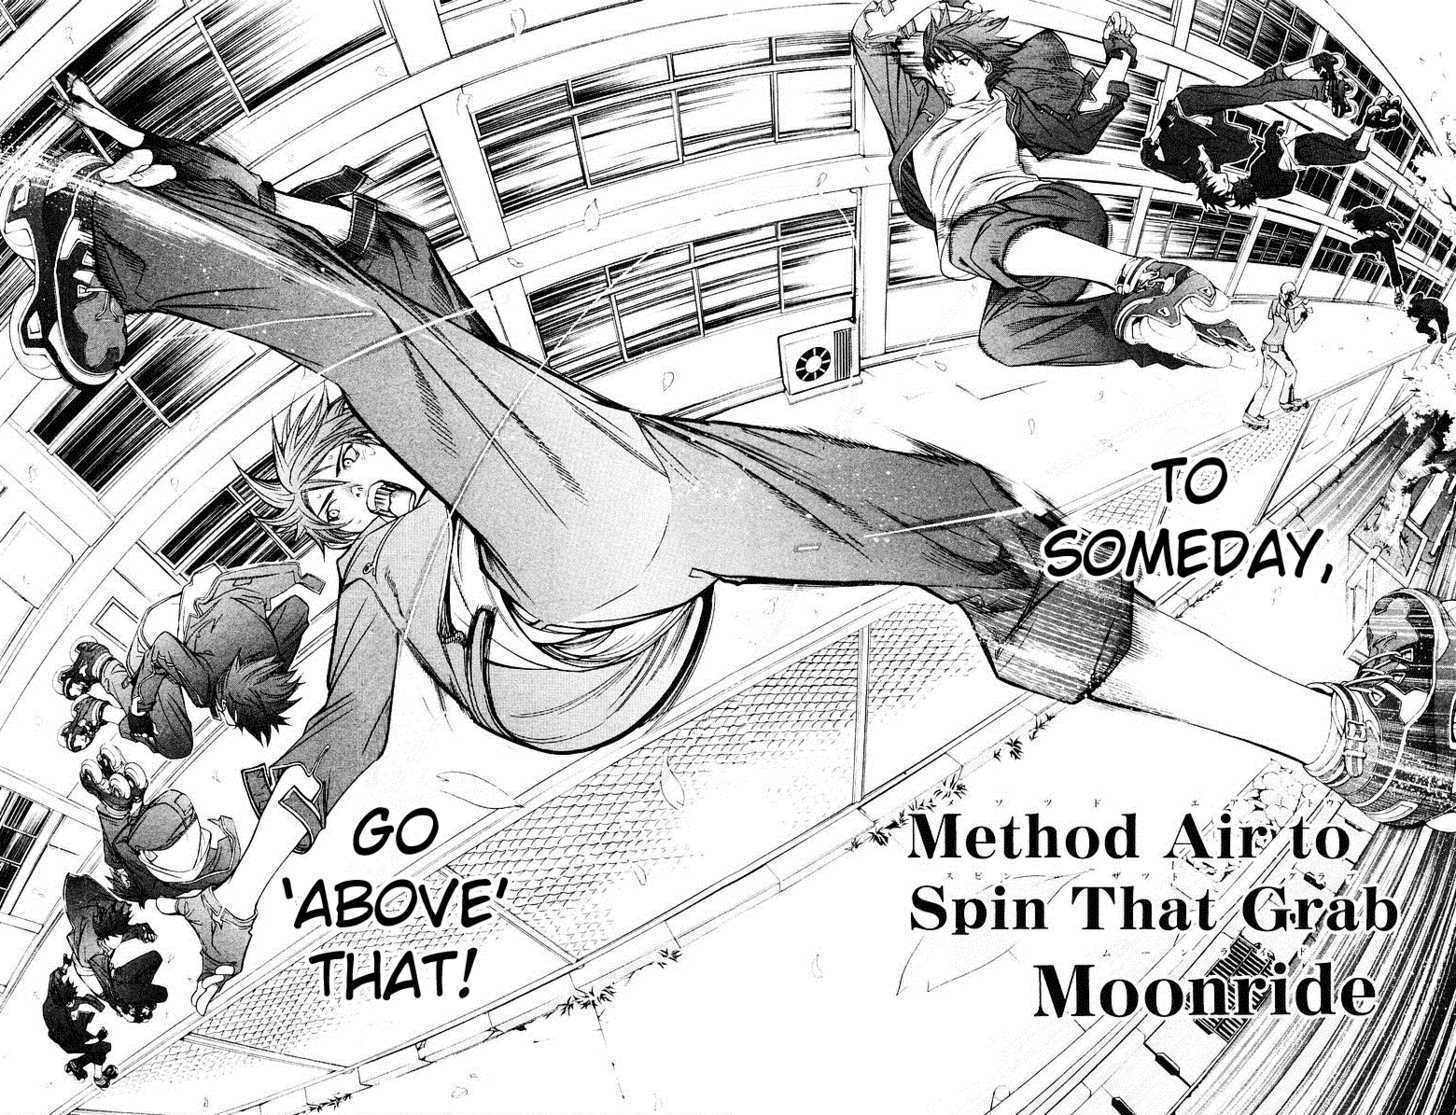 TO
SOMEDAY,
GO
'ABOVE'
THAT!
Method Air to
Spin That Grab
Moonride